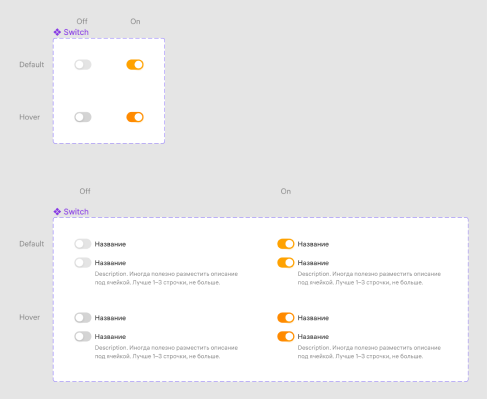 Off On
Switch
Default
Hover
Off On
Switch
Default Название Название
Название Название
Description. Иногда полезно разместить описание Description. Иногда полезно разместить описание
под ячейкой. Лучше 1–3 строчки, не больше. под ячейкой. Лучше 1–3 строчки, не больше.
Hover Название Название
Название Название
Description. Иногда полезно разместить описание Description. Иногда полезно разместить описание
под ячейкой. Лучше 1–3 строчки, не больше. под ячейкой. Лучше 1–3 строчки, не больше.